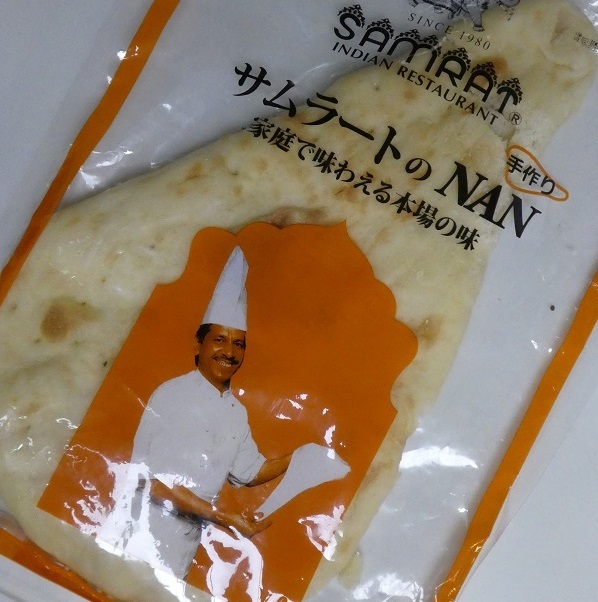 SINCE 1980
SAMRAT®
INDIAN RESTAURANT
サムラートの NAN
手作り
家庭で味わえる本場の味